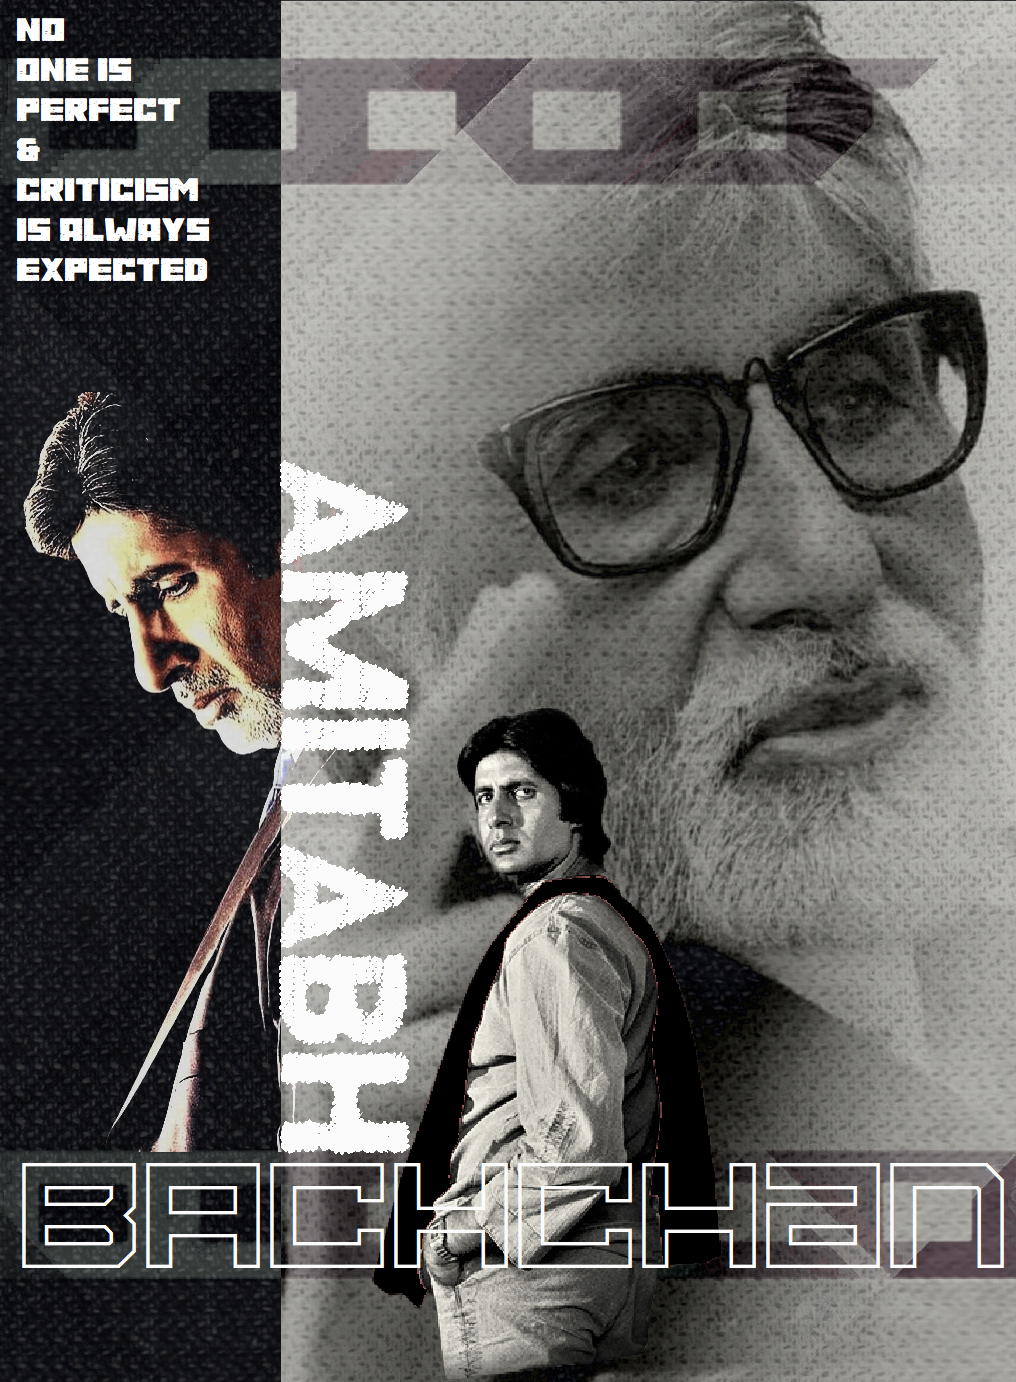 NO
ONE IS
PERFECT
&
CRITICISM
IS ALWAYS
EXPECTED
AMITABH
BACHCHAN